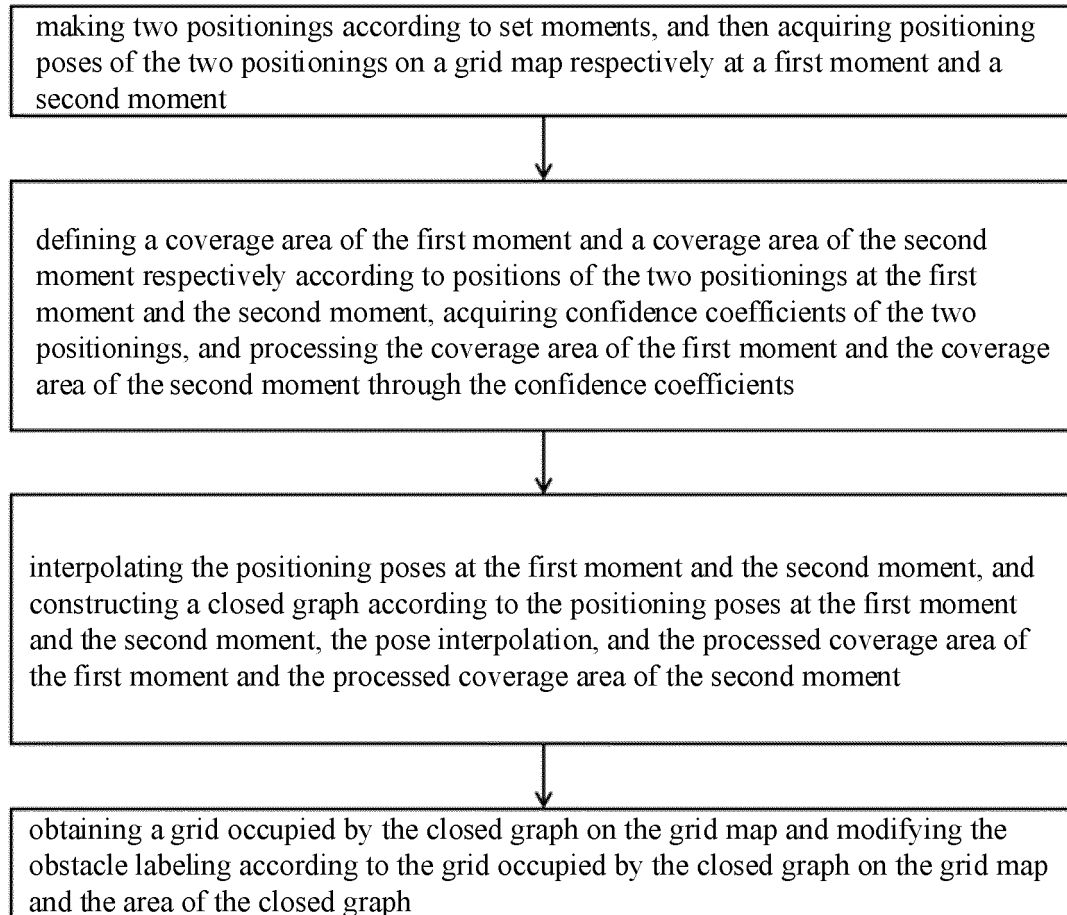 making two positionings according to set moments, and then acquiring positioning
poses of the two positionings on a grid map respectively at a first moment and a
second moment
defining a coverage area of the first moment and a coverage area of the second
moment respectively according to positions of the two positionings at the first
moment and the second moment, acquiring confidence coefficients of the two
positionings, and processing the coverage area of the first moment and the coverage
area of the second moment through the confidence coefficients
interpolating the positioning poses at the first moment and the second moment, and
constructing a closed graph according to the positioning poses at the first moment
and the second moment, the pose interpolation, and the processed coverage area of
the first moment and the processed coverage area of the second moment
obtaining a grid occupied by the closed graph on the grid map and modifying the
obstacle labeling according to the grid occupied by the closed graph on the grid map
and the area of the closed graph